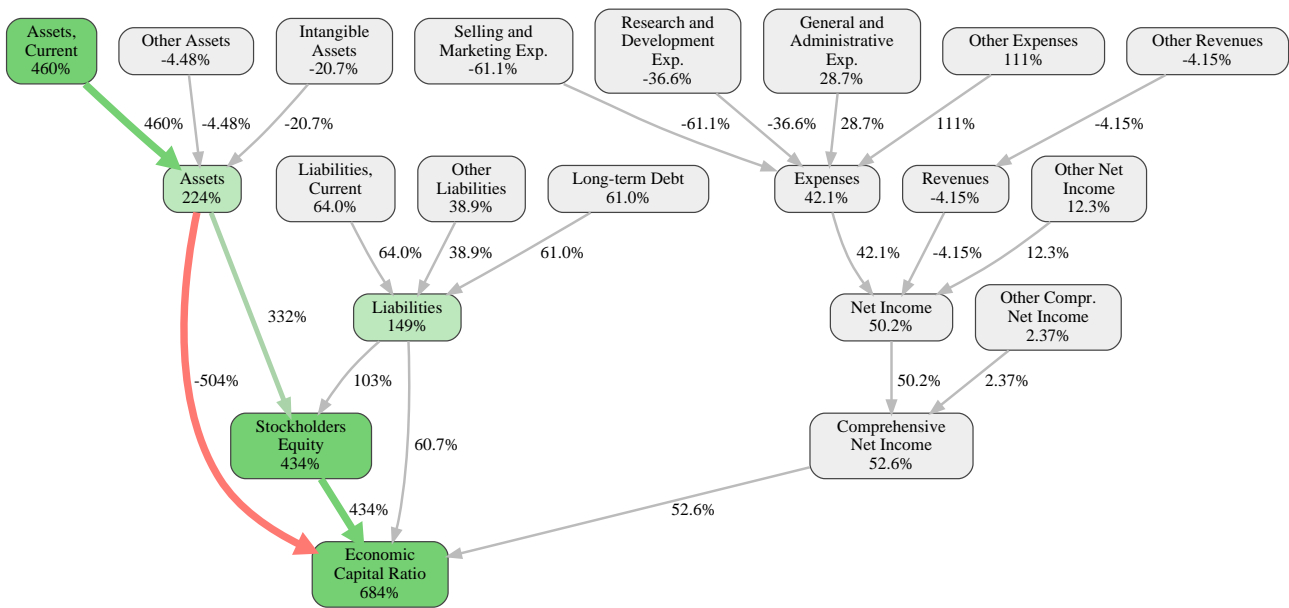 Assets,
Current
460%
Other Assets
-4.48%
Intangible
Assets
-20.7%
Selling and
Marketing Exp.
-61.1%
Research and
Development
Exp.
-36.6%
General and
Administrative
Exp.
28.7%
Other Expenses
111%
Other Revenues
-4.15%
460%
-4.48%
-20.7%
-61.1%
-36.6%
28.7%
111%
-4.15%
Assets
224%
Liabilities,
Current
64.0%
Other
Liabilities
38.9%
Long-term Debt
61.0%
Expenses
42.1%
Revenues
-4.15%
Other Net
Income
12.3%
64.0%
38.9%
61.0%
42.1%
-4.15%
12.3%
332%
Liabilities
149%
Net Income
50.2%
Other Compr.
Net Income
2.37%
-504%
103%
50.2%
2.37%
Stockholders
Equity
434%
60.7%
Comprehensive
Net Income
52.6%
434%
52.6%
Economic
Capital Ratio
684%